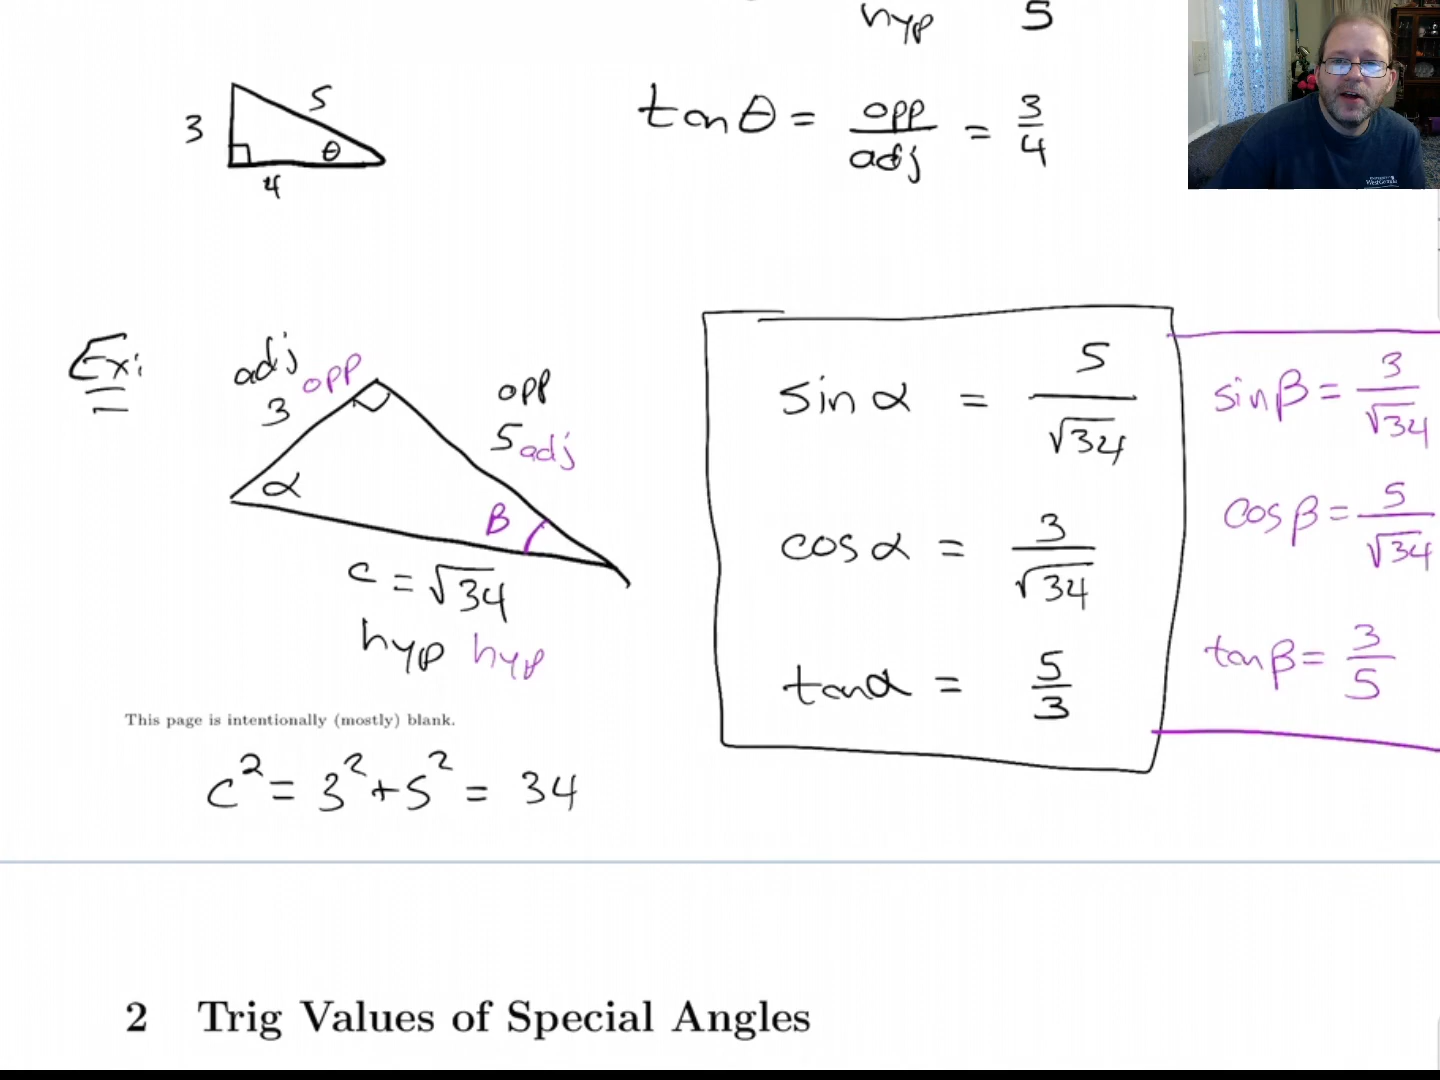 hyp 5
3 5 θ 4
tan θ = opp/adj = 3/4
Ex:
adj opp
3
opp
5 adj
α
β
c = √34
hyp hyp
This page is intentionally (mostly) blank.
c² = 3² + 5² = 34
sin α = 5/√34
cos α = 3/√34
tan α = 5/3
sin β = 3/√34
cos β = 5/√34
tan β = 3/5
2 Trig Values of Special Angles